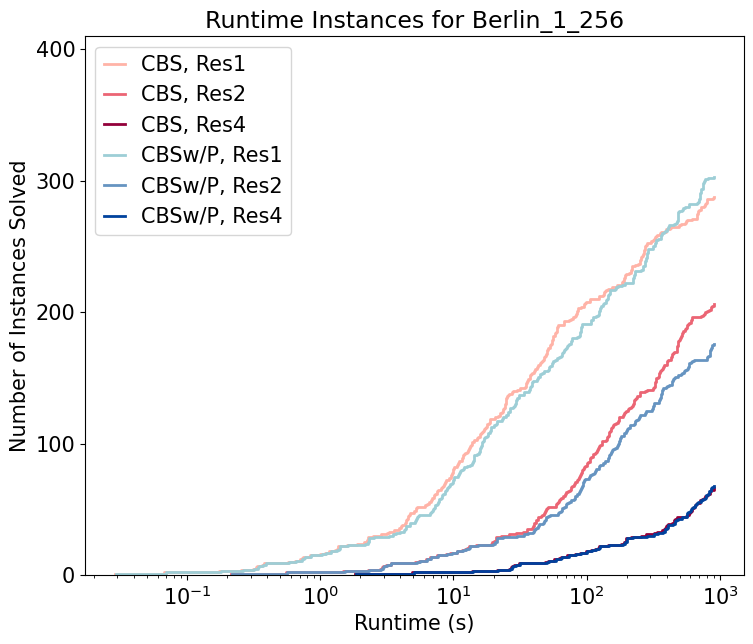 Runtime Instances for Berlin_1_256
Number of Instances Solved
400
300
200
100
0
CBS, Res1
CBS, Res2
CBS, Res4
CBSw/P, Res1
CBSw/P, Res2
CBSw/P, Res4
10⁻¹ 10⁰ 10¹ 10² 10³
Runtime (s)